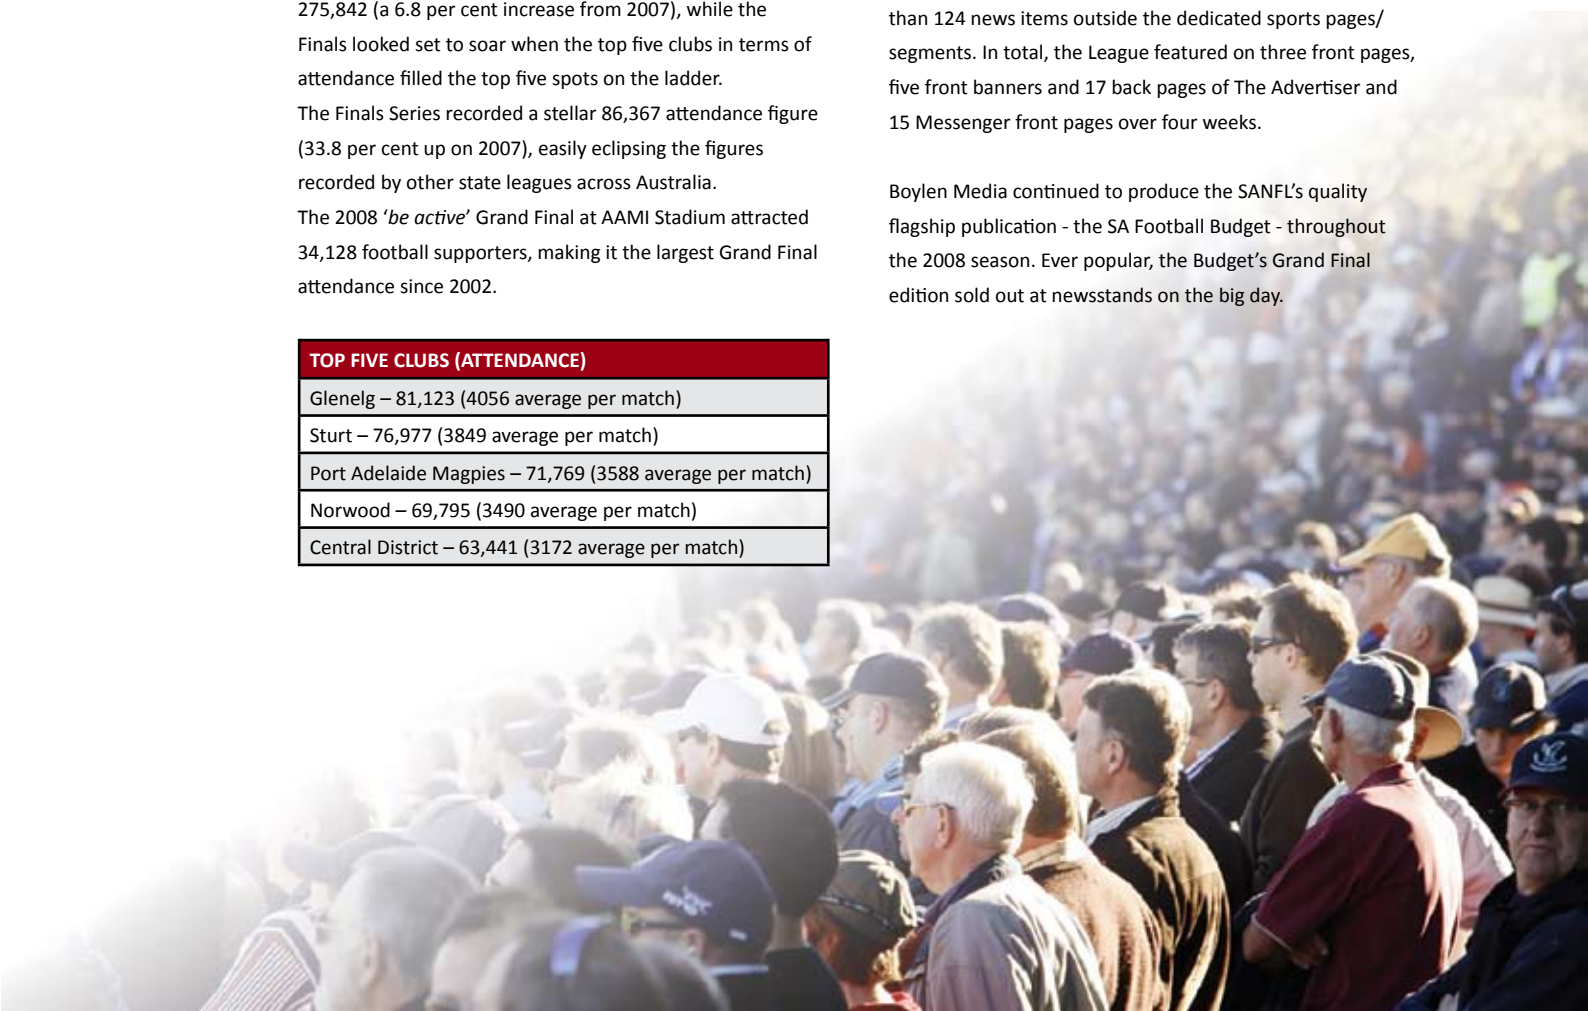 275,842 (a 6.8 per cent increase from 2007), while the
Finals looked set to soar when the top five clubs in terms of
attendance filled the top five spots on the ladder.
The Finals Series recorded a stellar 86,367 attendance figure
(33.8 per cent up on 2007), easily eclipsing the figures
recorded by other state leagues across Australia.
The 2008 ‘be active’ Grand Final at AAMI Stadium attracted
34,128 football supporters, making it the largest Grand Final
attendance since 2002.
TOP FIVE CLUBS (ATTENDANCE)
Glenelg – 81,123 (4056 average per match)
Sturt – 76,977 (3849 average per match)
Port Adelaide Magpies – 71,769 (3588 average per match)
Norwood – 69,795 (3490 average per match)
Central District – 63,441 (3172 average per match)
than 124 news items outside the dedicated sports pages/
segments. In total, the League featured on three front pages,
five front banners and 17 back pages of The Advertiser and
15 Messenger front pages over four weeks.
Boylen Media continued to produce the SANFL’s quality
flagship publication - the SA Football Budget - throughout
the 2008 season. Ever popular, the Budget’s Grand Final
edition sold out at newsstands on the big day.